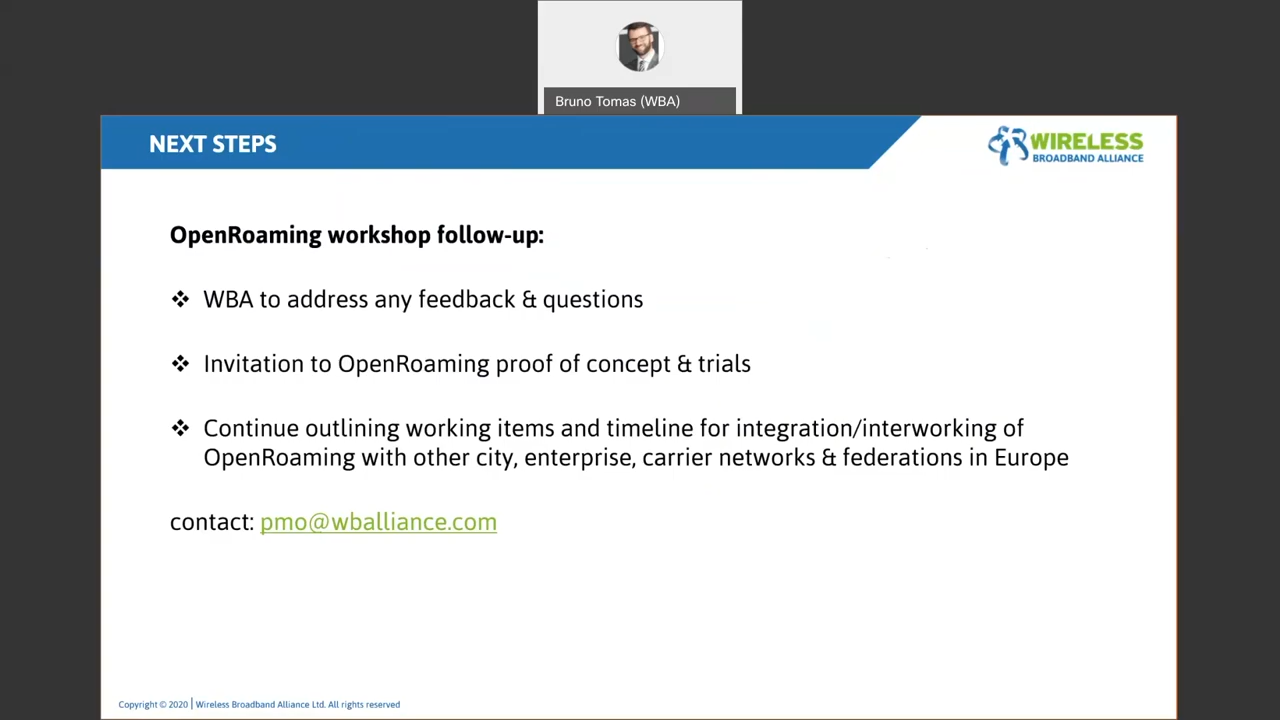 Bruno Tomas (WBA)
NEXT STEPS
WIRELESS
BROADBAND ALLIANCE
OpenRoaming workshop follow-up:
❖ WBA to address any feedback & questions
❖ Invitation to OpenRoaming proof of concept & trials
❖ Continue outlining working items and timeline for integration/interworking of
OpenRoaming with other city, enterprise, carrier networks & federations in Europe
contact: pmo@wballiance.com
Copyright © 2020 | Wireless Broadband Alliance Ltd. All rights reserved